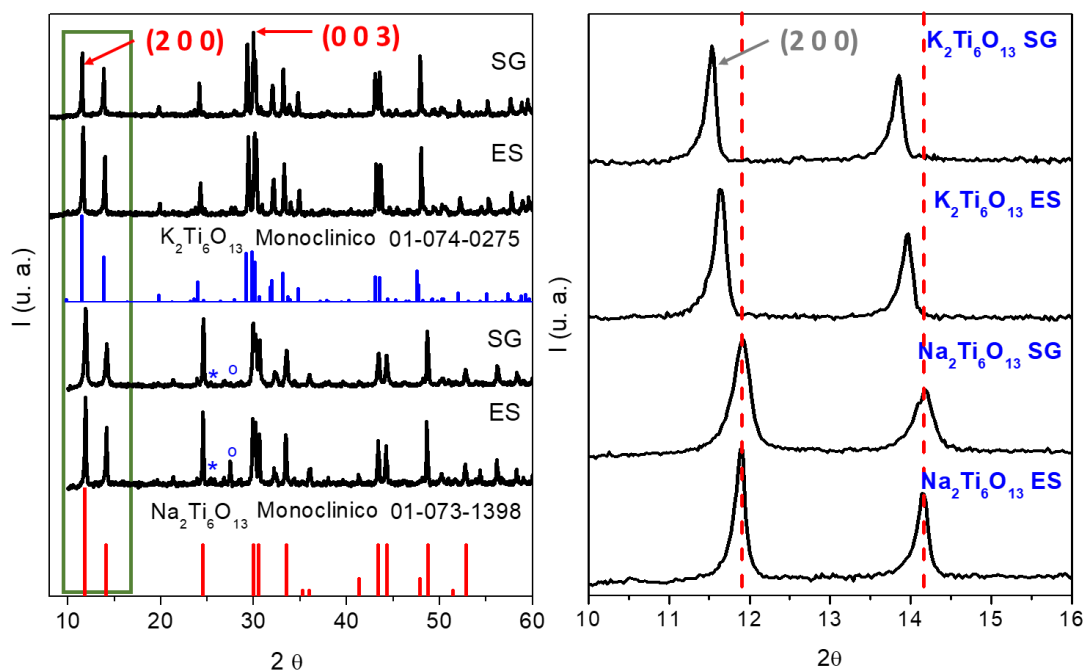 (2 0 0)
(0 0 3)
SG
ES
K₂Ti₆O₁₃ Monoclinico 01-074-0275
SG
* o
ES
* o
Na₂Ti₆O₁₃ Monoclinico 01-073-1398
I (u. a.)
10 20 30 40 50 60
2 θ
(2 0 0)
K₂Ti₆O₁₃ SG
K₂Ti₆O₁₃ ES
Na₂Ti₆O₁₃ SG
Na₂Ti₆O₁₃ ES
I (u. a.)
10 11 12 13 14 15 16
2θ